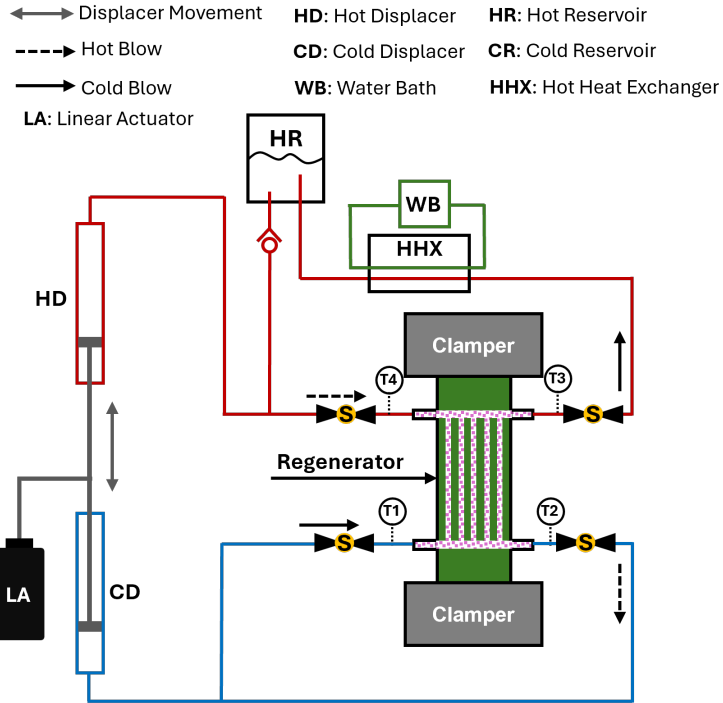 Displacer Movement
HD: Hot Displacer
HR: Hot Reservoir
Hot Blow
CD: Cold Displacer
CR: Cold Reservoir
Cold Blow
WB: Water Bath
HHX: Hot Heat Exchanger
LA: Linear Actuator
HR
WB
HHX
HD
Clamper
T4
T3
S
S
Regenerator
T1
T2
S
S
LA
CD
Clamper